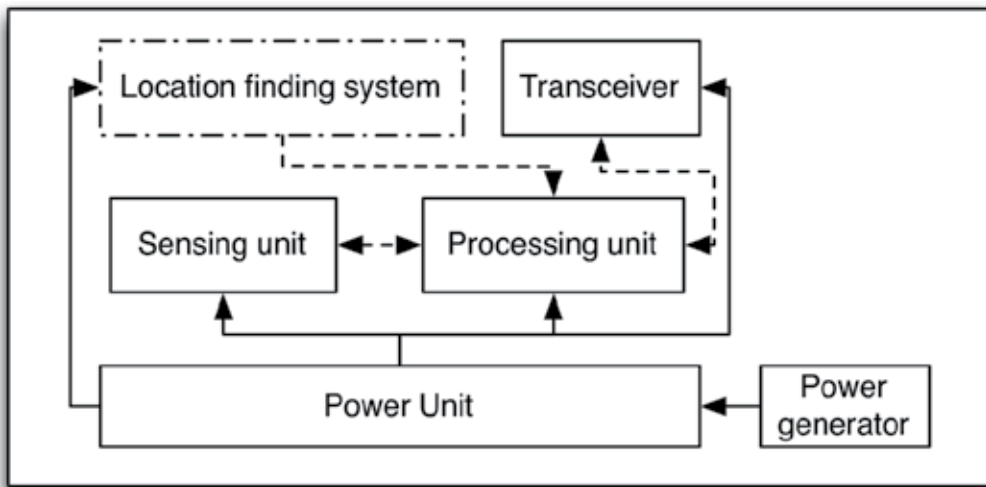 Location finding system
Transceiver
Sensing unit
Processing unit
Power Unit
Power
generator